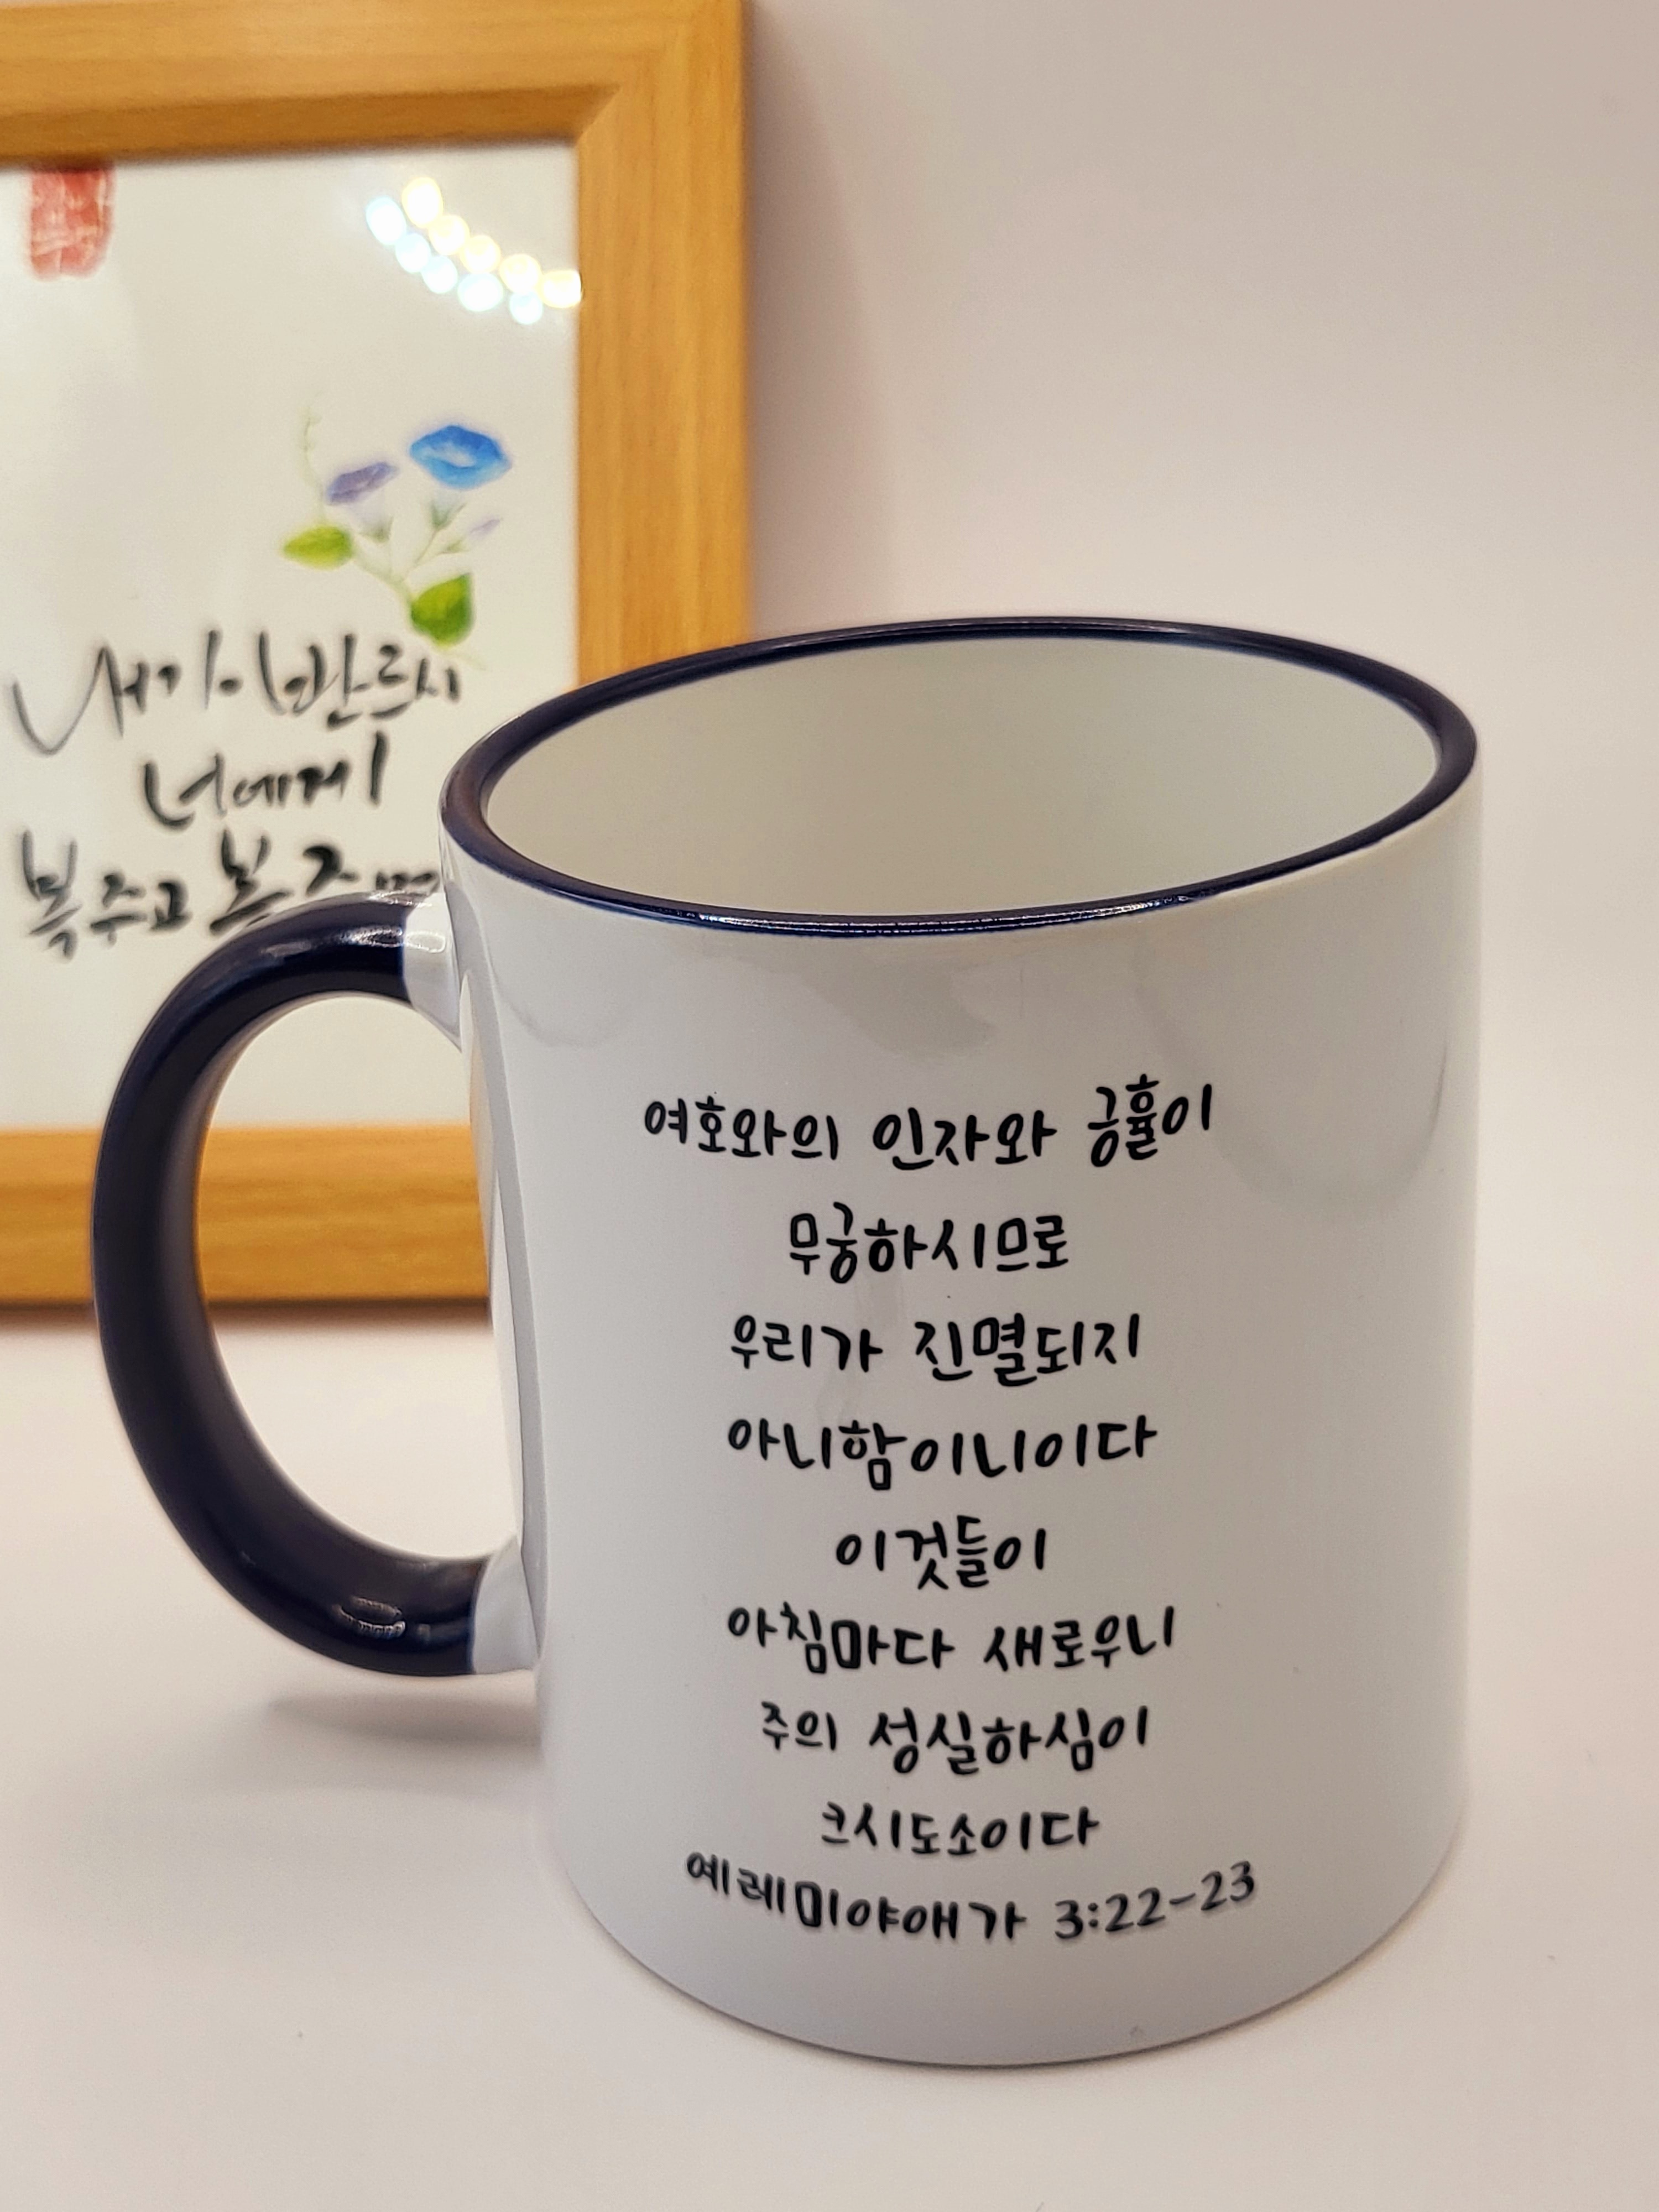 내가 반드시
너에게
복 주고 복 주며
여호와의 인자와 긍휼이
무궁하시므로
우리가 진멸되지
아니함이니이다
이것들이
아침마다 새로우니
주의 성실하심이
크시도소이다
예레미야애가 3:22-23